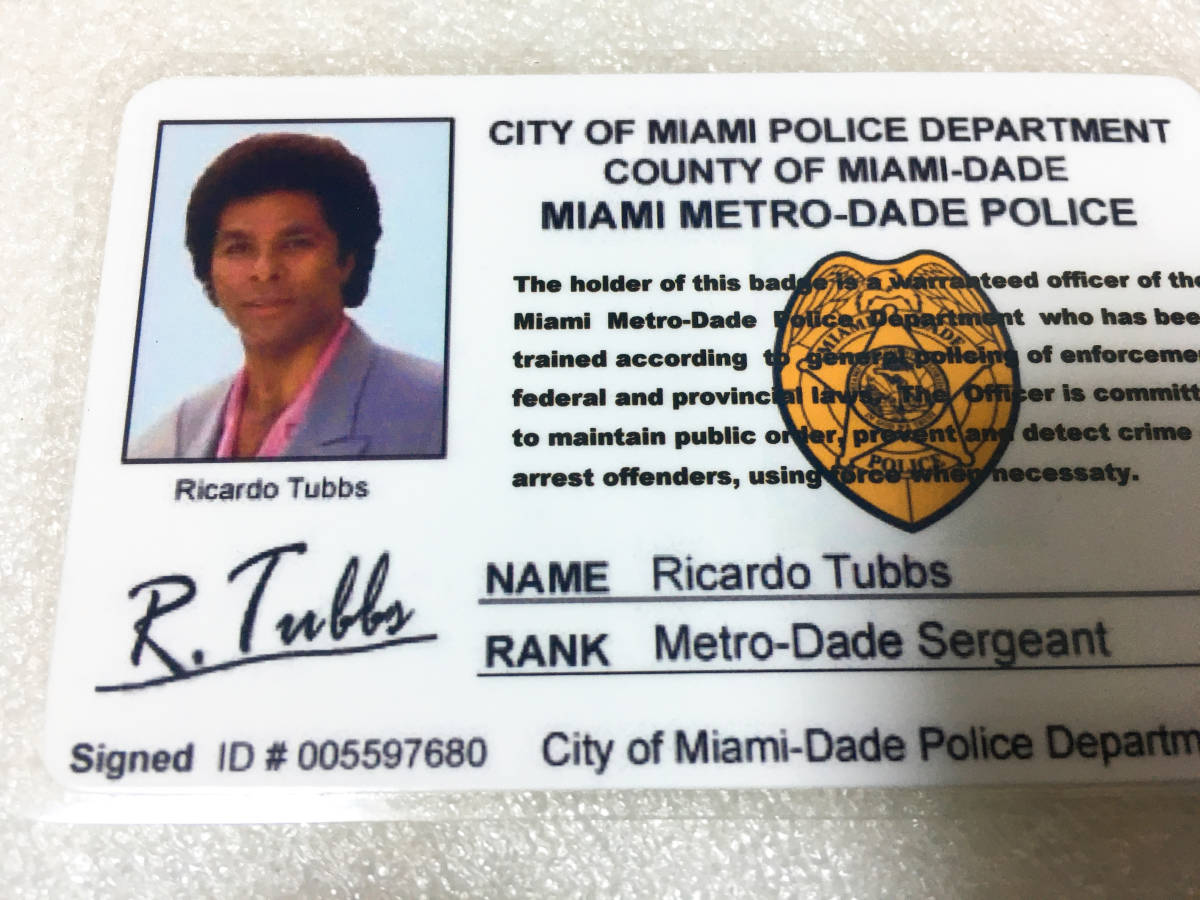 CITY OF MIAMI POLICE DEPARTMENT
COUNTY OF MIAMI-DADE
MIAMI METRO-DADE POLICE
The holder of this badge is a warranteed officer of the
Miami Metro-Dade Police Department who has bee
trained according to general policing of enforceme
federal and provincial laws. The Officer is committ
to maintain public order, prevent and detect crime
arrest offenders, using force when necessaty.
MIAMI DADE
POLICE
Ricardo Tubbs
R. Tubbs
NAME Ricardo Tubbs
RANK Metro-Dade Sergeant
Signed ID # 005597680 City of Miami-Dade Police Departm